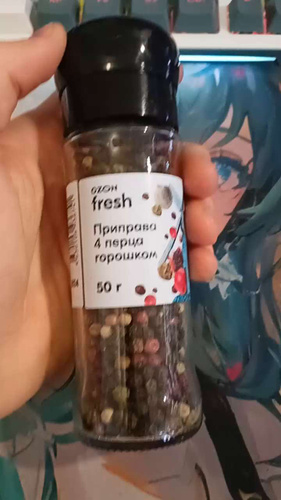 ozon
fresh
Приправа
4 перца
горошком
50 г